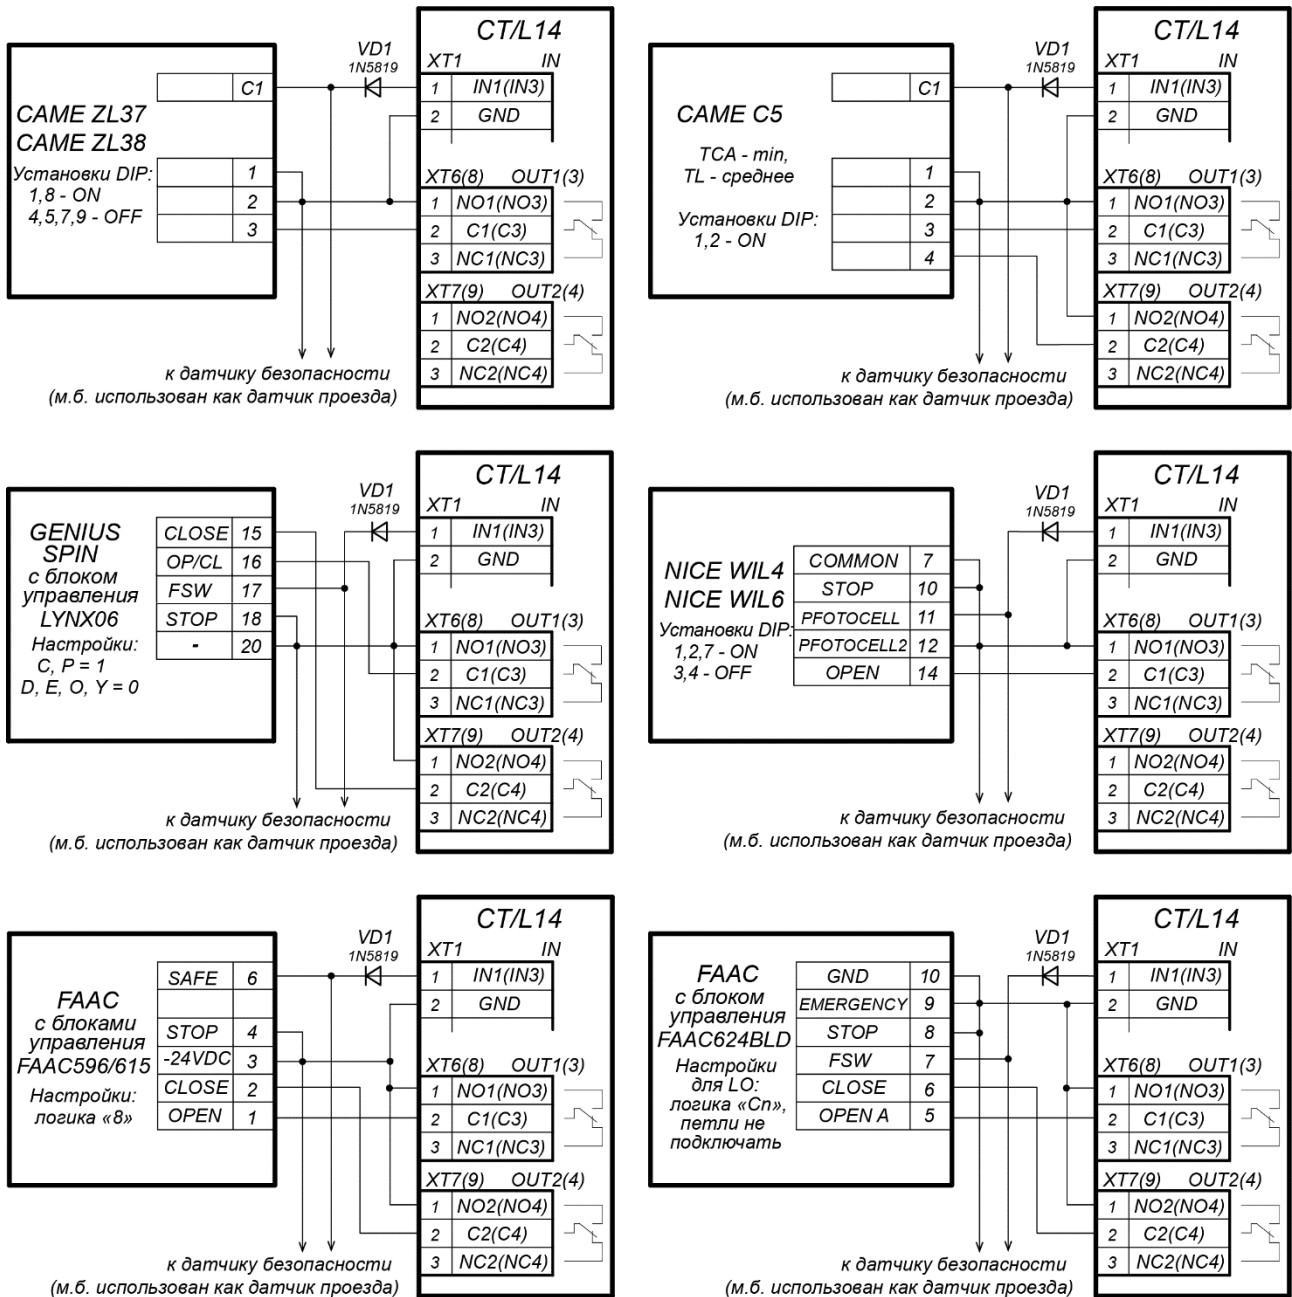 CAME ZL37
CAME ZL38
Установки DIP:
1,8 - ON
4,5,7,9 - OFF
C1
1
2
3
VD1
1N5819
CT/L14
XT1 IN
1 IN1(IN3)
2 GND
XT6(8) OUT1(3)
1 NO1(NO3)
2 C1(C3)
3 NC1(NC3)
XT7(9) OUT2(4)
1 NO2(NO4)
2 C2(C4)
3 NC2(NC4)
к датчику безопасности
(м.б. использован как датчик проезда)
CAME C5
TCA - min,
TL - среднее
Установки DIP:
1,2 - ON
C1
1
2
3
4
VD1
1N5819
CT/L14
XT1 IN
1 IN1(IN3)
2 GND
XT6(8) OUT1(3)
1 NO1(NO3)
2 C1(C3)
3 NC1(NC3)
XT7(9) OUT2(4)
1 NO2(NO4)
2 C2(C4)
3 NC2(NC4)
к датчику безопасности
(м.б. использован как датчик проезда)
GENIUS
SPIN
с блоком
управления
LYNX06
Настройки:
C, P = 1
D, E, O, Y = 0
CLOSE 15
OP/CL 16
FSW 17
STOP 18
- 20
VD1
1N5819
CT/L14
XT1 IN
1 IN1(IN3)
2 GND
XT6(8) OUT1(3)
1 NO1(NO3)
2 C1(C3)
3 NC1(NC3)
XT7(9) OUT2(4)
1 NO2(NO4)
2 C2(C4)
3 NC2(NC4)
к датчику безопасности
(м.б. использован как датчик проезда)
NICE WIL4
NICE WIL6
Установки DIP:
1,2,7 - ON
3,4 - OFF
COMMON 7
STOP 10
PFOTOCELL 11
PFOTOCELL2 12
OPEN 14
VD1
1N5819
CT/L14
XT1 IN
1 IN1(IN3)
2 GND
XT6(8) OUT1(3)
1 NO1(NO3)
2 C1(C3)
3 NC1(NC3)
XT7(9) OUT2(4)
1 NO2(NO4)
2 C2(C4)
3 NC2(NC4)
к датчику безопасности
(м.б. использован как датчик проезда)
FAAC
с блоками
управления
FAAC596/615
Настройки:
логика «8»
SAFE 6
STOP 4
-24VDC 3
CLOSE 2
OPEN 1
VD1
1N5819
CT/L14
XT1 IN
1 IN1(IN3)
2 GND
XT6(8) OUT1(3)
1 NO1(NO3)
2 C1(C3)
3 NC1(NC3)
XT7(9) OUT2(4)
1 NO2(NO4)
2 C2(C4)
3 NC2(NC4)
к датчику безопасности
(м.б. использован как датчик проезда)
FAAC
с блоком
управления
FAAC624BLD
Настройки
для LO:
логика «Cn»,
петли не
подключать
GND 10
EMERGENCY 9
STOP 8
FSW 7
CLOSE 6
OPEN A 5
VD1
1N5819
CT/L14
XT1 IN
1 IN1(IN3)
2 GND
XT6(8) OUT1(3)
1 NO1(NO3)
2 C1(C3)
3 NC1(NC3)
XT7(9) OUT2(4)
1 NO2(NO4)
2 C2(C4)
3 NC2(NC4)
к датчику безопасности
(м.б. использован как датчик проезда)